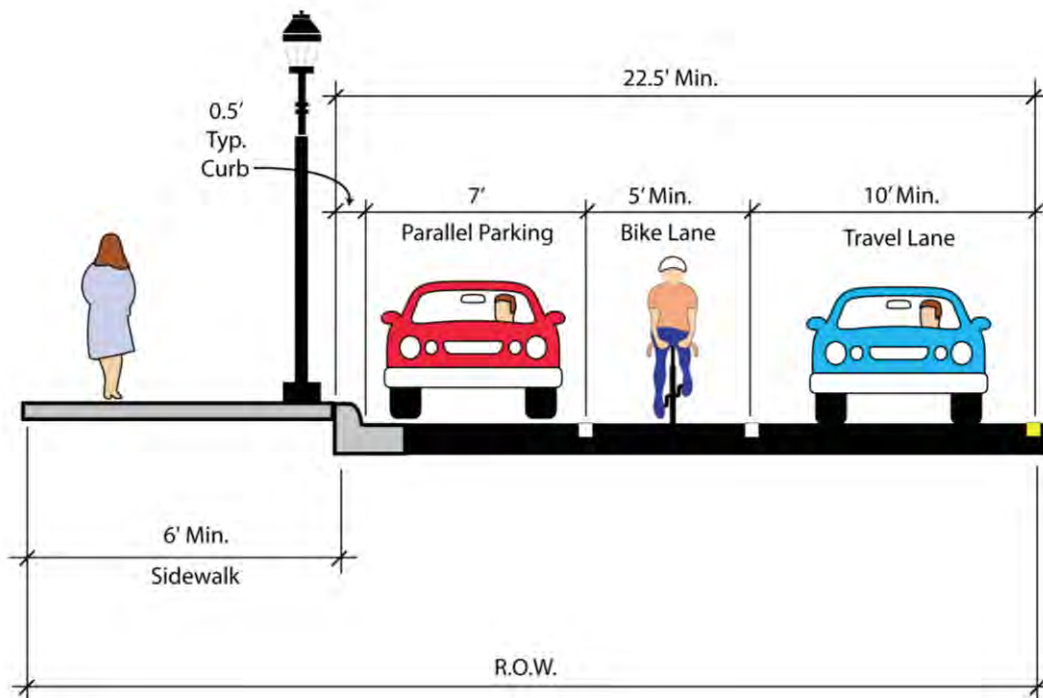 22.5' Min.
0.5'
Typ.
Curb
7'
5' Min.
10' Min.
Parallel Parking
Bike Lane
Travel Lane
6' Min.
Sidewalk
R.O.W.